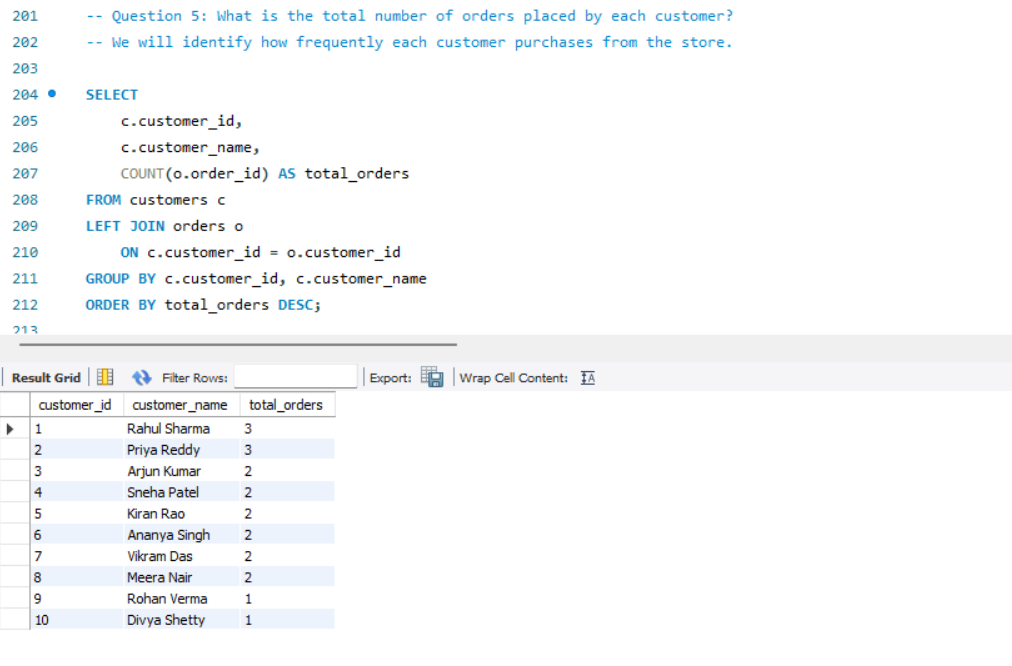 201 -- Question 5: What is the total number of orders placed by each customer?
202 -- We will identify how frequently each customer purchases from the store.
203
204 SELECT
205 c.customer_id,
206 c.customer_name,
207 COUNT(o.order_id) AS total_orders
208 FROM customers c
209 LEFT JOIN orders o
210 ON c.customer_id = o.customer_id
211 GROUP BY c.customer_id, c.customer_name
212 ORDER BY total_orders DESC;
213
Result Grid Filter Rows: Export: Wrap Cell Content: IA
customer_id customer_name total_orders
1 Rahul Sharma 3
2 Priya Reddy 3
3 Arjun Kumar 2
4 Sneha Patel 2
5 Kiran Rao 2
6 Ananya Singh 2
7 Vikram Das 2
8 Meera Nair 2
9 Rohan Verma 1
10 Divya Shetty 1